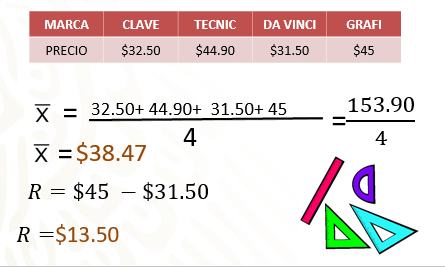 MARCA CLAVE TECNIC DA VINCI GRAFI
PRECIO $32.50 $44.90 $31.50 $45
x̅ = 32.50+ 44.90+ 31.50+ 45 / 4 = 153.90 / 4
x̅ = $38.47
R = $45 − $31.50
R = $13.50